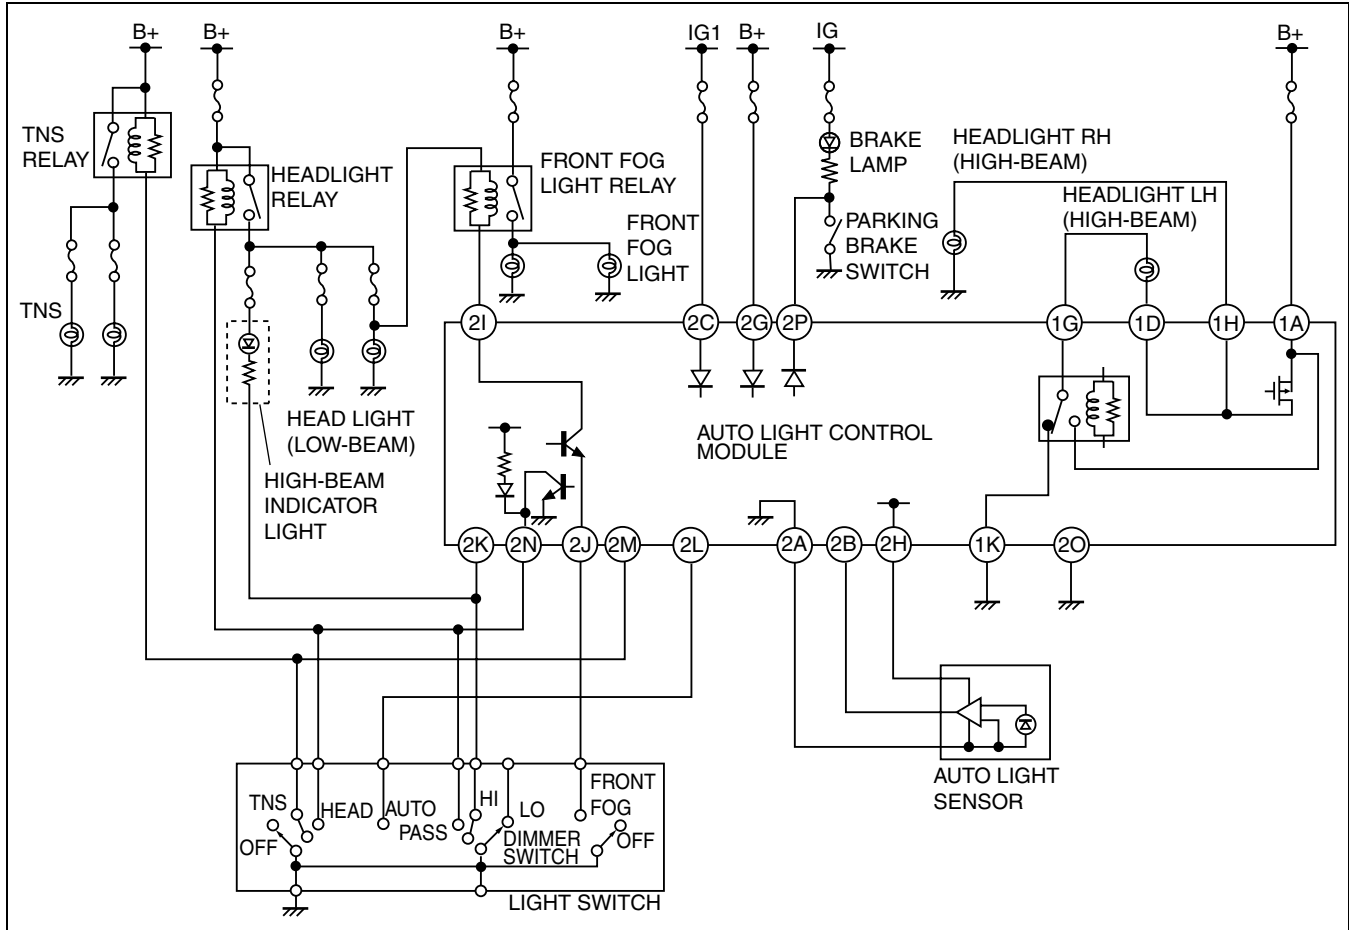 B+
B+
B+
IG1
B+
IG
B+
TNS
RELAY
HEADLIGHT
RELAY
FRONT FOG
LIGHT RELAY
BRAKE
LAMP
HEADLIGHT RH
(HIGH-BEAM)
HEADLIGHT LH
(HIGH-BEAM)
FRONT
FOG
LIGHT
PARKING
BRAKE
SWITCH
TNS
2I
2C
2G
2P
1G
1D
1H
1A
HEAD LIGHT
(LOW-BEAM)
HIGH-BEAM
INDICATOR
LIGHT
AUTO LIGHT CONTROL
MODULE
2K
2N
2J
2M
2L
2A
2B
2H
1K
2O
AUTO LIGHT
SENSOR
TNS
OFF
HEAD
AUTO
PASS
HI
LO
DIMMER
SWITCH
FRONT
FOG
OFF
LIGHT SWITCH